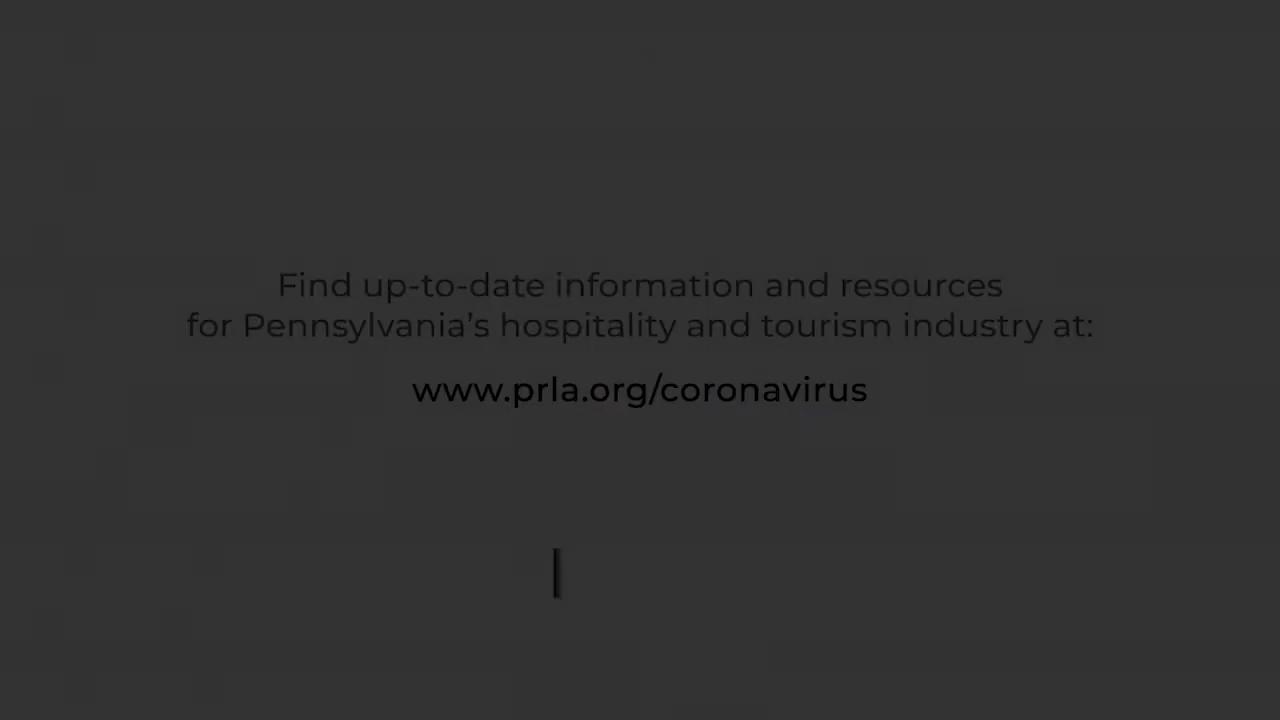 Find up-to-date information and resources
for Pennsylvania’s hospitality and tourism industry at:
www.prla.org/coronavirus